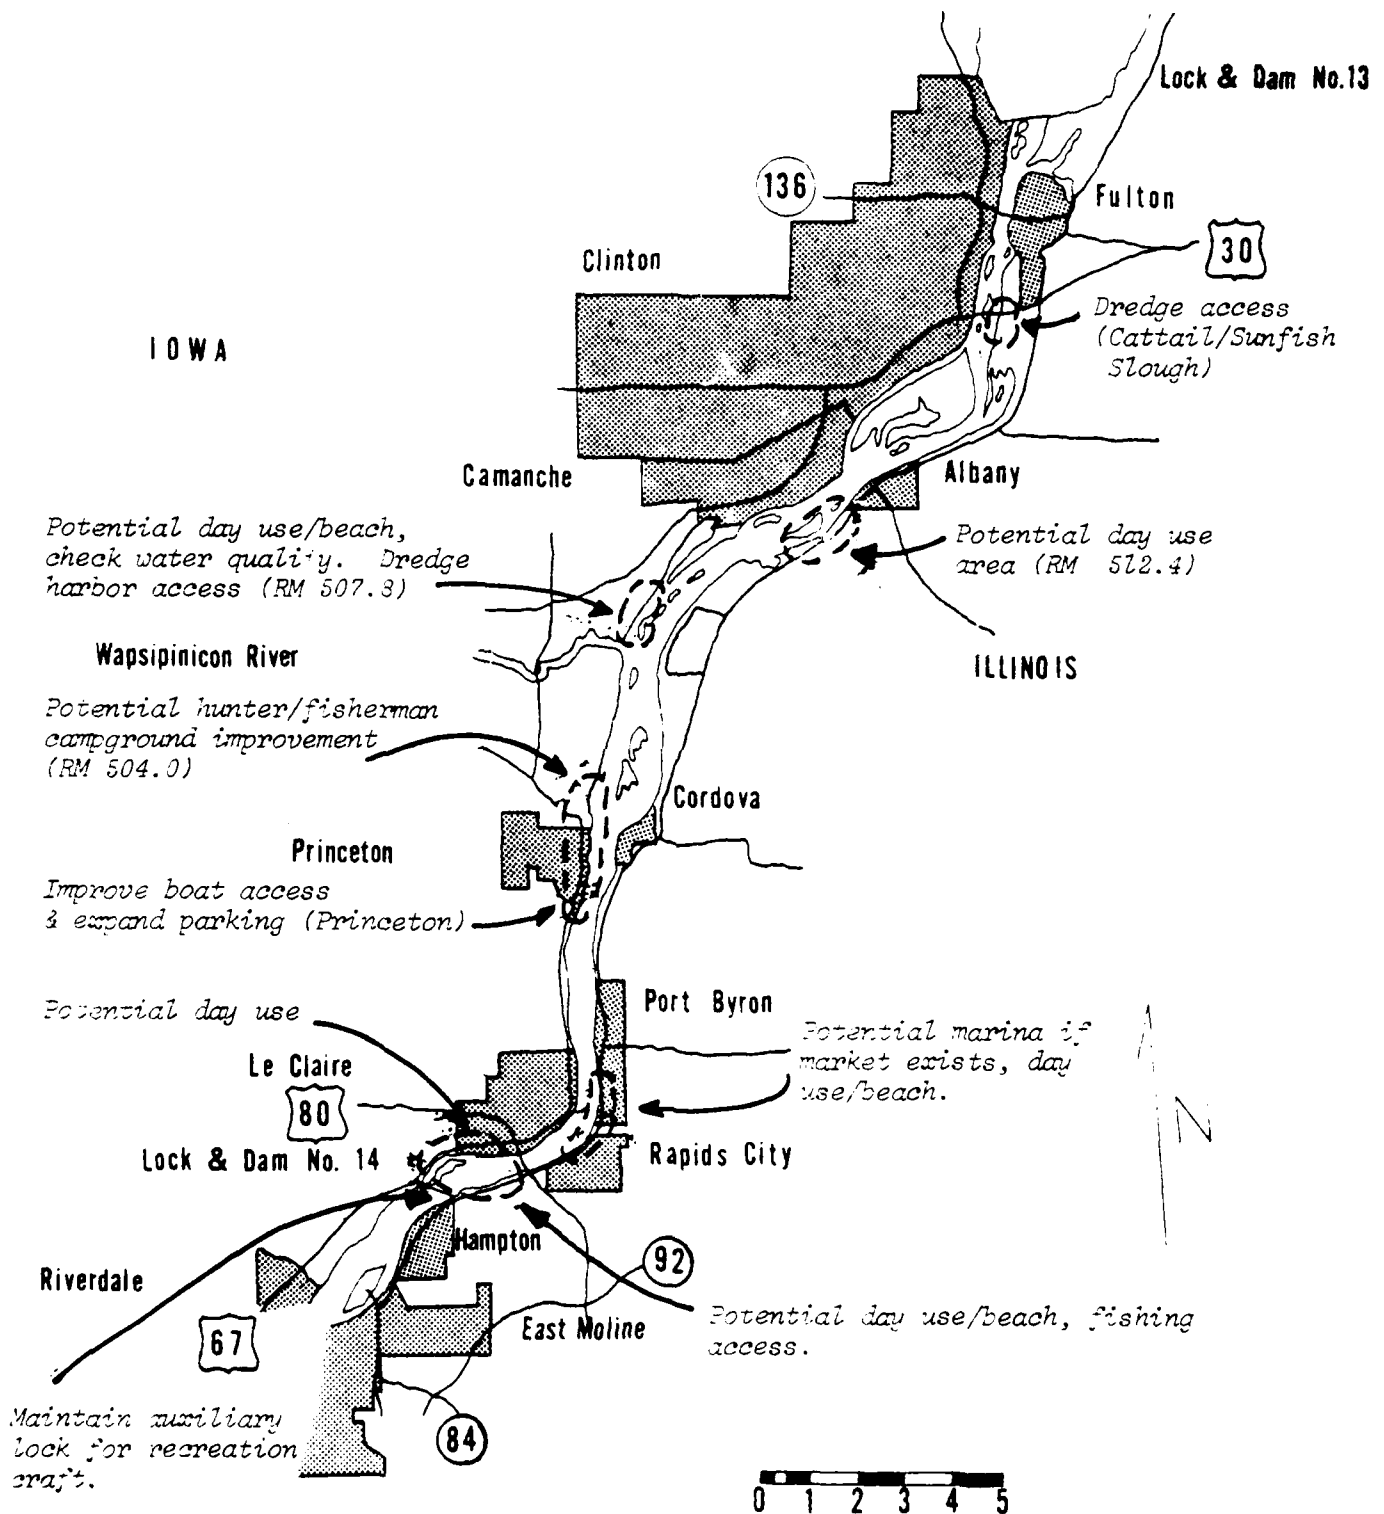 Lock & Dam No.13
136
Fulton
30
Clinton
Dredge access
(Cattail/Sunfish
Slough)
IOWA
Camanche
Albany
Potential day use/beach,
check water quality. Dredge
harbor access (RM 507.8)
Potential day use
area (RM 512.4)
Wapsipinicon River
ILLINOIS
Potential hunter/fisherman
campground improvement
(RM 504.0)
Cordova
Princeton
Improve boat access
& expand parking (Princeton)
Potential day use
Port Byron
Potential marina if
market exists, day
use/beach.
Le Claire
80
Lock & Dam No. 14
Rapids City
Hampton
92
Riverdale
67
East Moline
Potential day use/beach, fishing
access.
Maintain auxiliary
lock for recreation
craft.
84
N
0 1 2 3 4 5